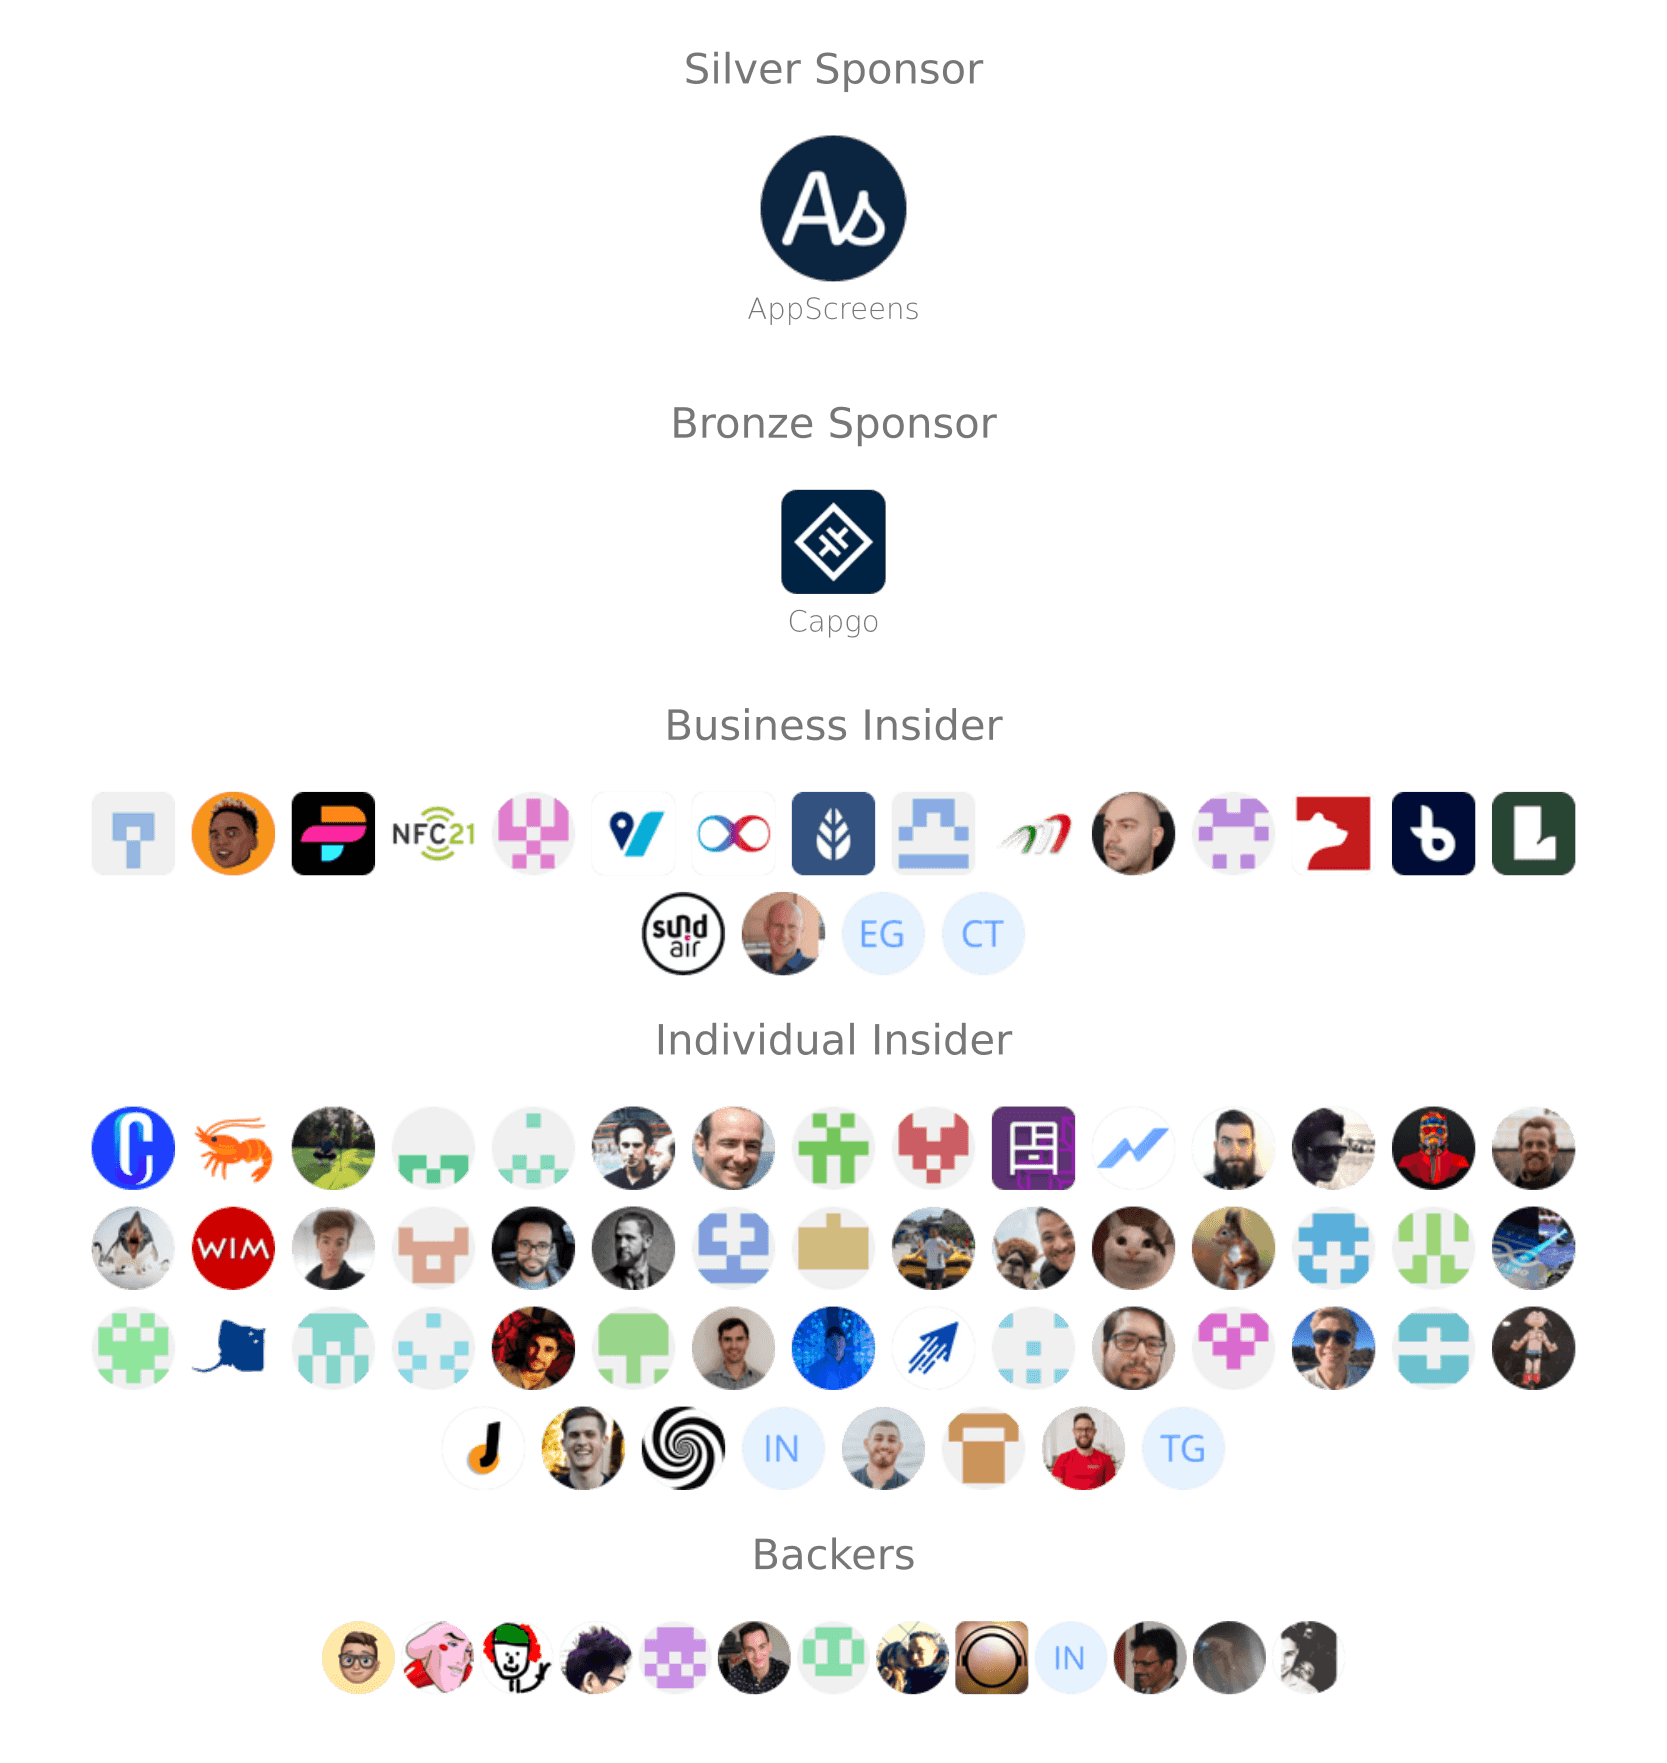 Silver Sponsor
As
AppScreens
Bronze Sponsor
Capgo
Business Insider
NFC21
sund
air
EG
CT
Individual Insider
WIM
IN
TG
Backers
IN